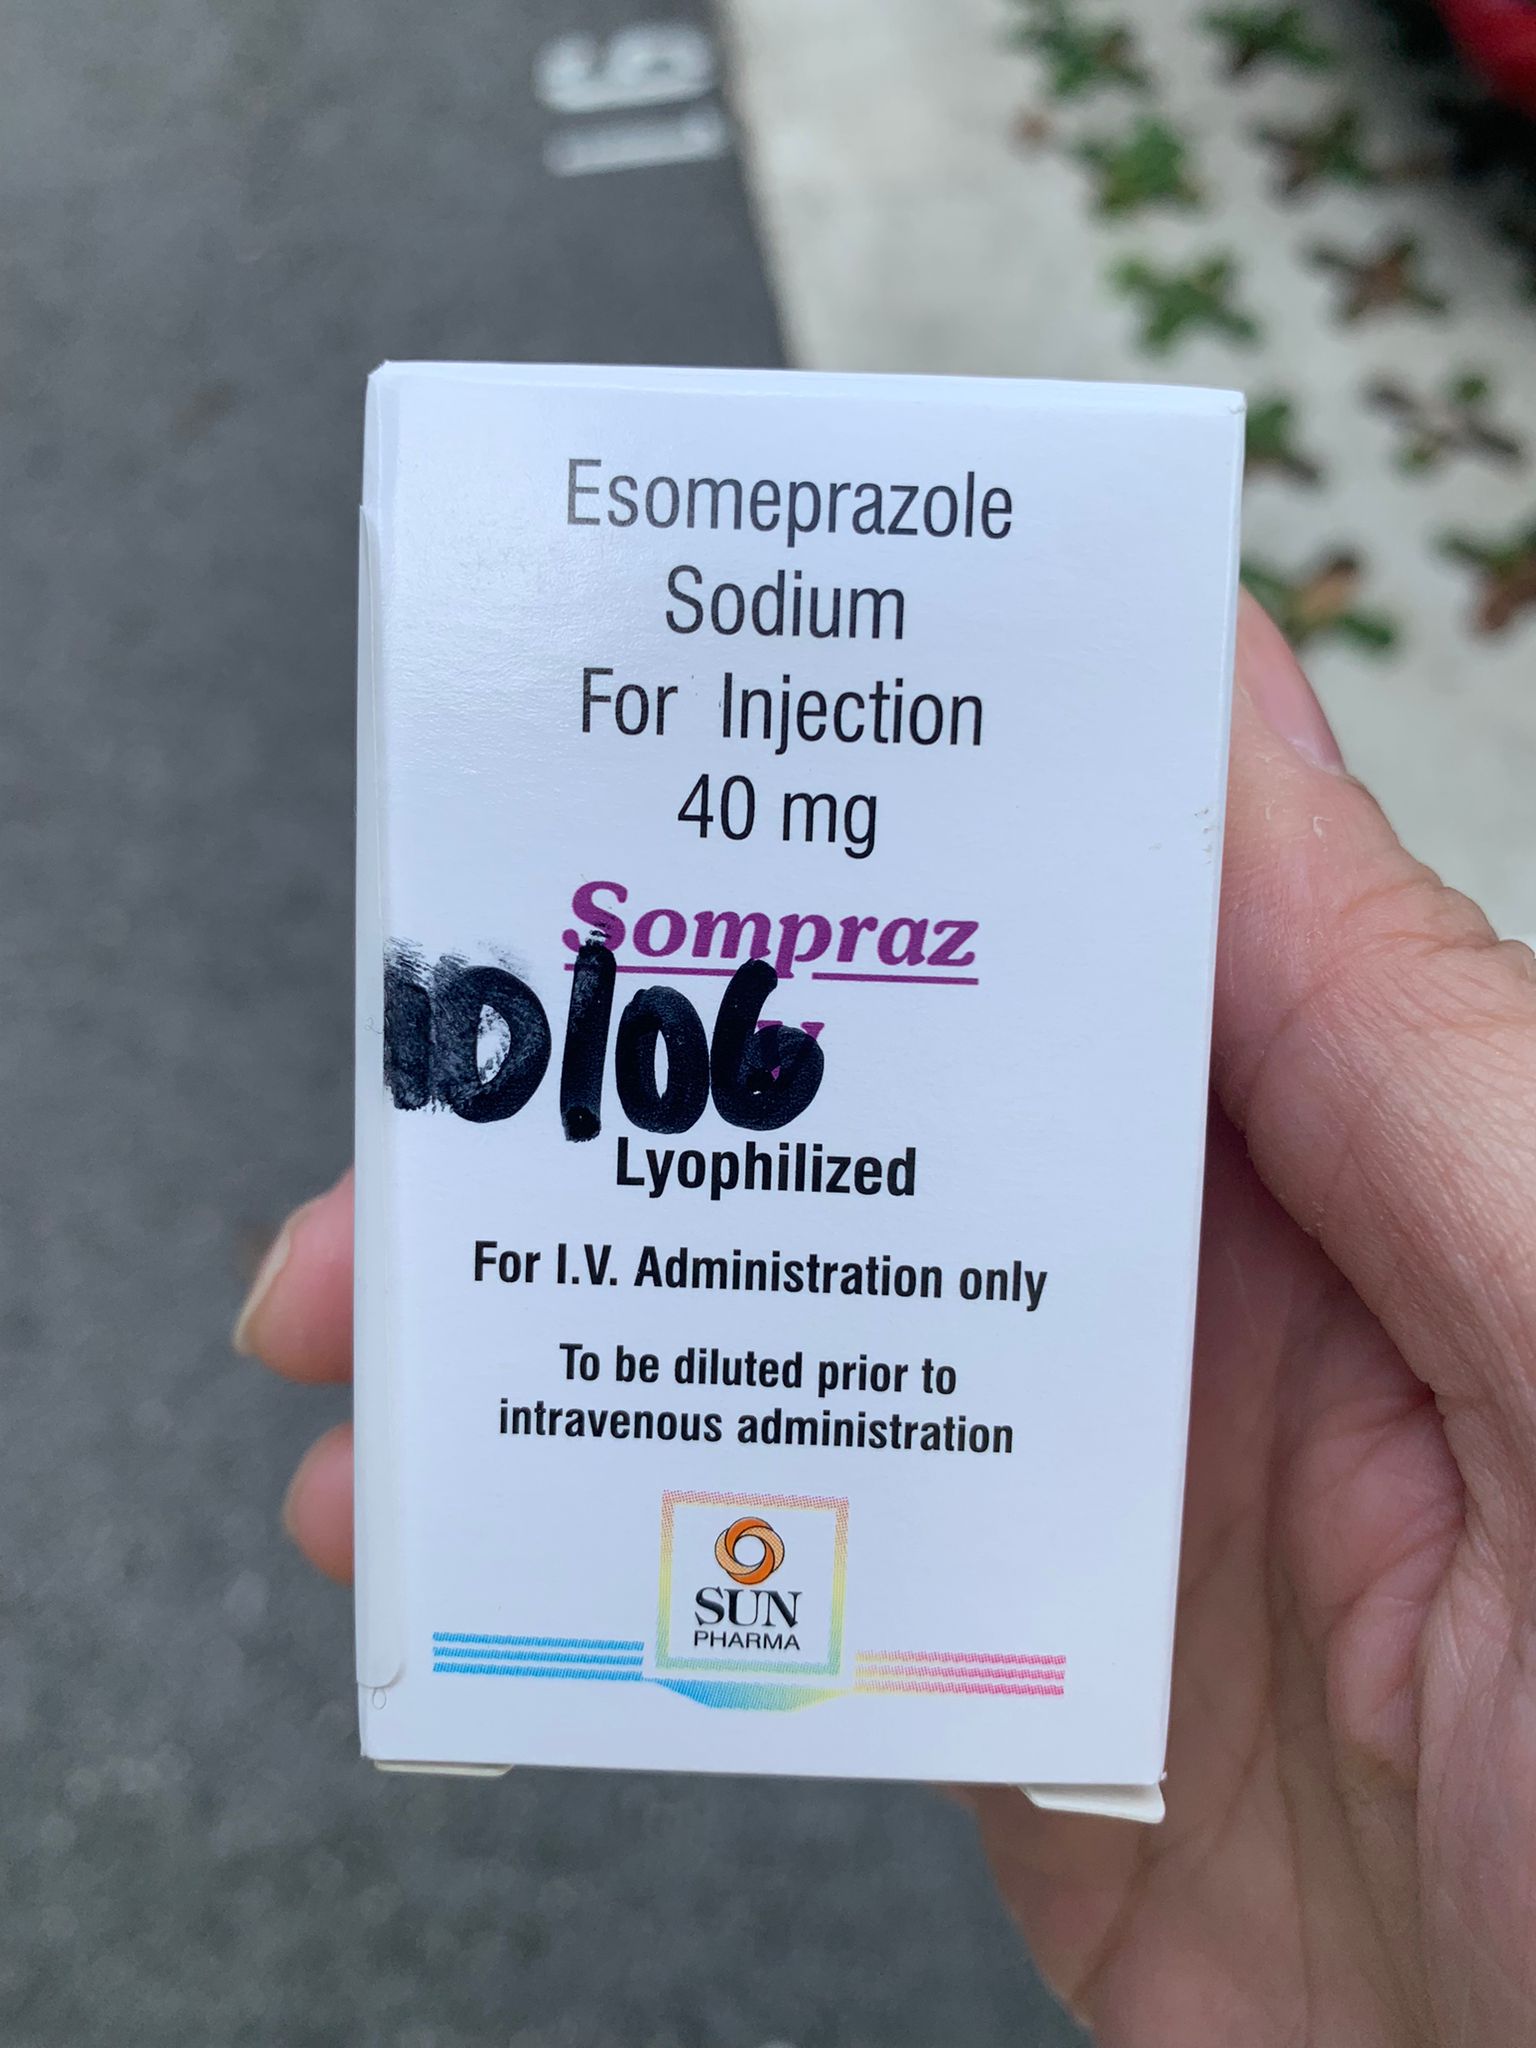 16
Esomeprazole
Sodium
For Injection
40 mg
Sompraz
Lyophilized
For I.V. Administration only
To be diluted prior to
intravenous administration
SUN
PHARMA